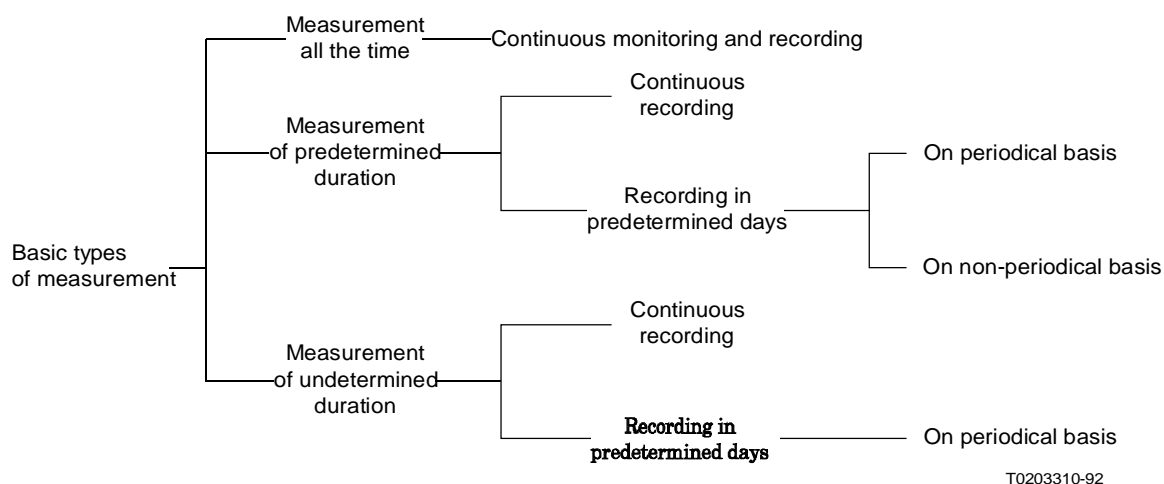 Measurement
all the time
Continuous monitoring and recording
Continuous
recording
Measurement
of predetermined
duration
On periodical basis
Recording in
predetermined days
Basic types
of measurement
On non-periodical basis
Continuous
recording
Measurement
of undetermined
duration
Recording in
predetermined days
On periodical basis
T0203310-92